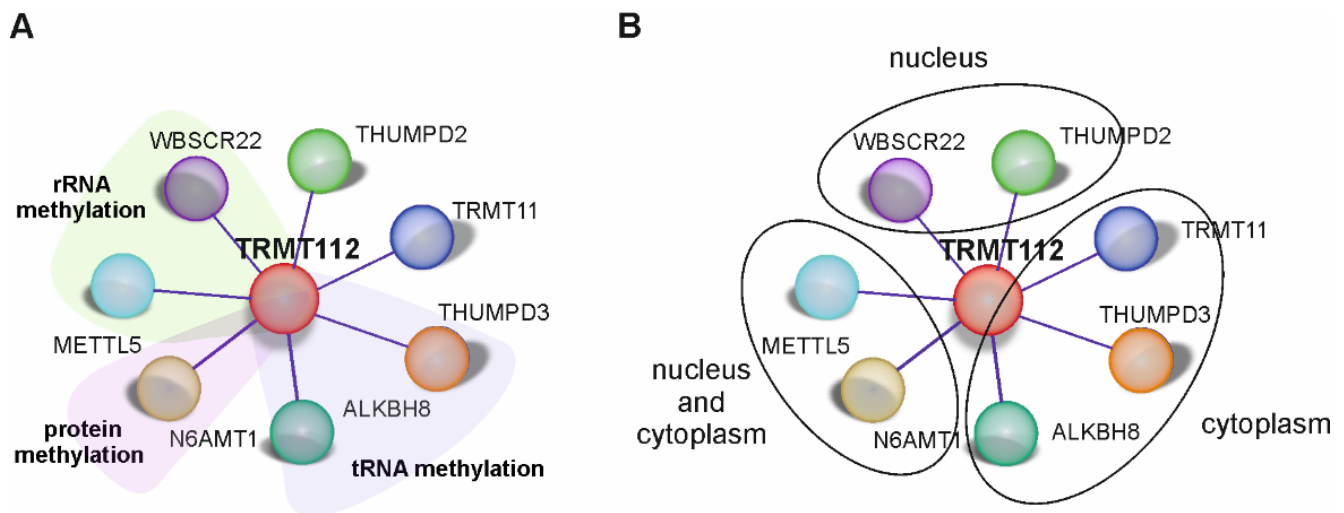 A
WBSCR22
THUMPD2
rRNA
methylation
TRMT11
TRMT112
THUMPD3
METTL5
ALKBH8
N6AMT1
protein
methylation
tRNA methylation
B
nucleus
WBSCR22
THUMPD2
TRMT11
TRMT112
THUMPD3
METTL5
nucleus
and
cytoplasm
N6AMT1
ALKBH8
cytoplasm